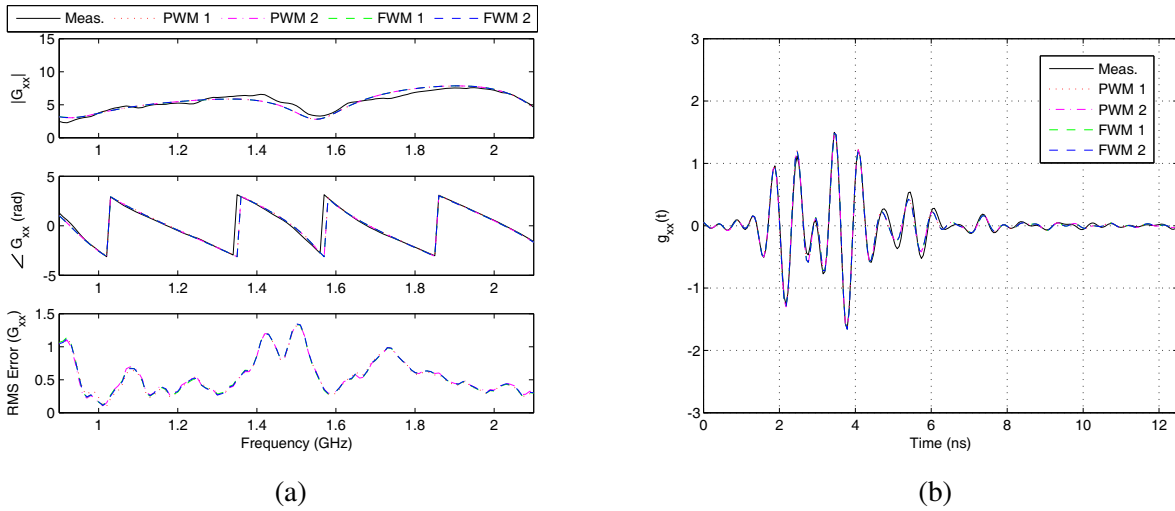 Meas. PWM 1 PWM 2 FWM 1 FWM 2
15
10
5
0
|G_xx|
1 1.2 1.4 1.6 1.8 2
5
0
-5
∠ G_xx (rad)
1 1.2 1.4 1.6 1.8 2
1.5
1
0.5
0
RMS Error (G_xx)
1 1.2 1.4 1.6 1.8 2
Frequency (GHz)
(a)
3
2
1
0
-1
-2
-3
g_xx(t)
Meas.
PWM 1
PWM 2
FWM 1
FWM 2
0 2 4 6 8 10 12
Time (ns)
(b)